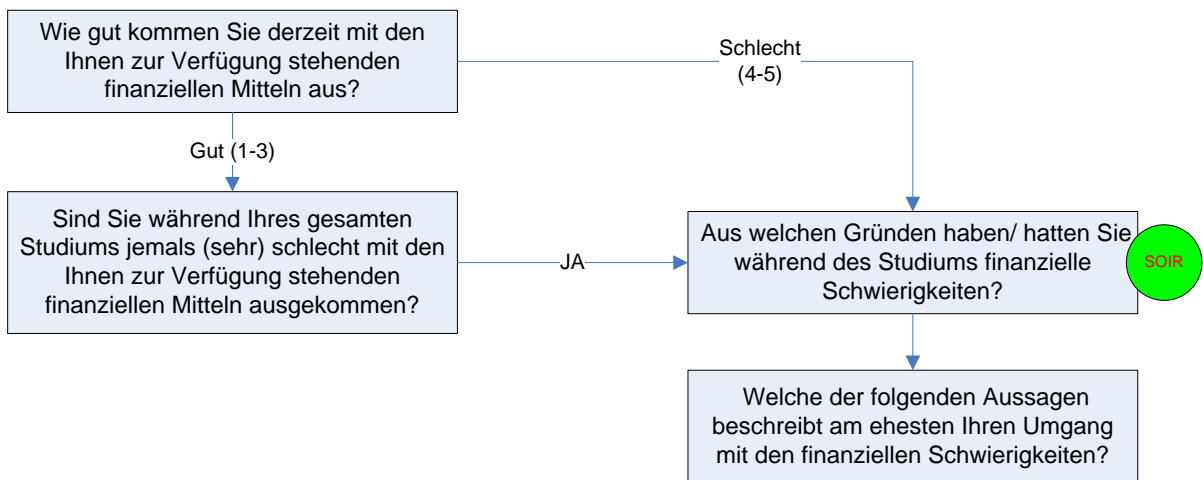 Wie gut kommen Sie derzeit mit den
Ihnen zur Verfügung stehenden
finanziellen Mitteln aus?
Schlecht
(4-5)
Gut (1-3)
Sind Sie während Ihres gesamten
Studiums jemals (sehr) schlecht mit den
Ihnen zur Verfügung stehenden
finanziellen Mitteln ausgekommen?
JA
Aus welchen Gründen haben/ hatten Sie
während des Studiums finanzielle
Schwierigkeiten?
SOIR
Welche der folgenden Aussagen
beschreibt am ehesten Ihren Umgang
mit den finanziellen Schwierigkeiten?